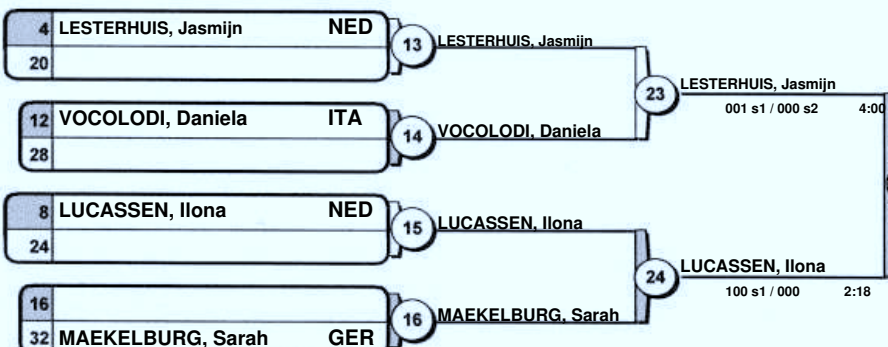 4 LESTERHUIS, Jasmijn NED
20
13 LESTERHUIS, Jasmijn
12 VOCOLODI, Daniela ITA
28
14 VOCOLODI, Daniela
23 LESTERHUIS, Jasmijn
001 s1 / 000 s2 4:00
8 LUCASSEN, Ilona NED
24
15 LUCASSEN, Ilona
16
32 MAEKELBURG, Sarah GER
16 MAEKELBURG, Sarah
24 LUCASSEN, Ilona
100 s1 / 000 2:18